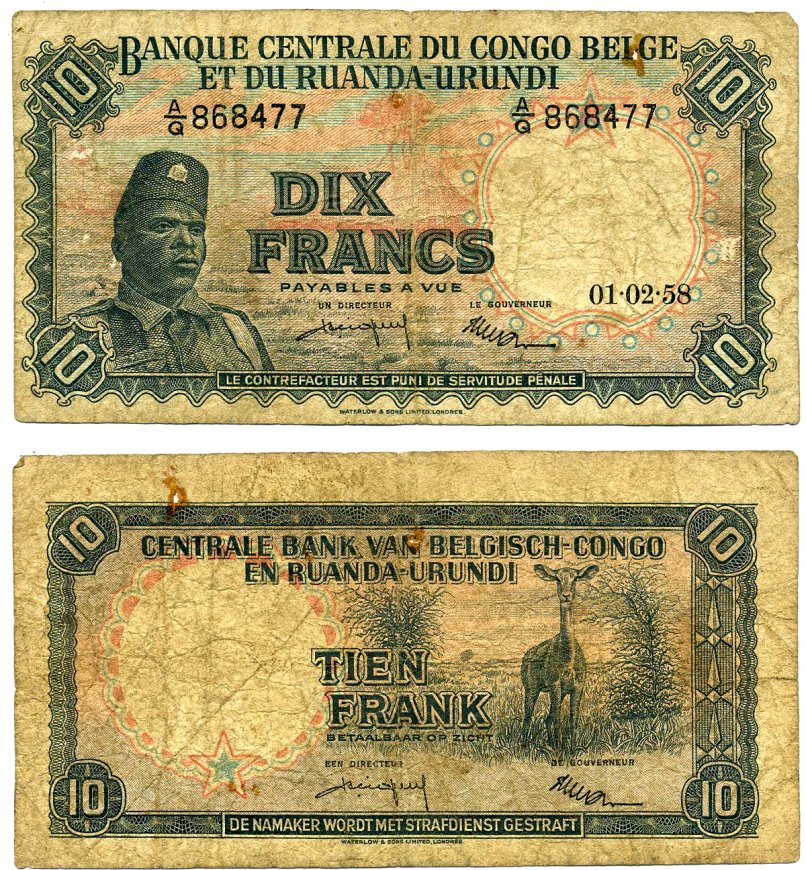 BANQUE CENTRALE DU CONGO BELGE
ET DU RUANDA-URUNDI
10
10
A/Q 868477
A/Q 868477
DIX
FRANCS
PAYABLES A VUE
UN DIRECTEUR
LE GOUVERNEUR
01·02·58
10
10
LE CONTREFACTEUR EST PUNI DE SERVITUDE PÉNALE
WATERLOW & SONS LIMITED, LONDRES.
10
10
CENTRALE BANK VAN BELGISCH-CONGO
EN RUANDA-URUNDI
TIEN
FRANK
BETAALBAAR OP ZICHT
EEN DIRECTEUR
DE GOUVERNEUR
10
10
DE NAMAKER WORDT MET STRAFDIENST GESTRAFT
WATERLOW & SONS LIMITED, LONDRES.